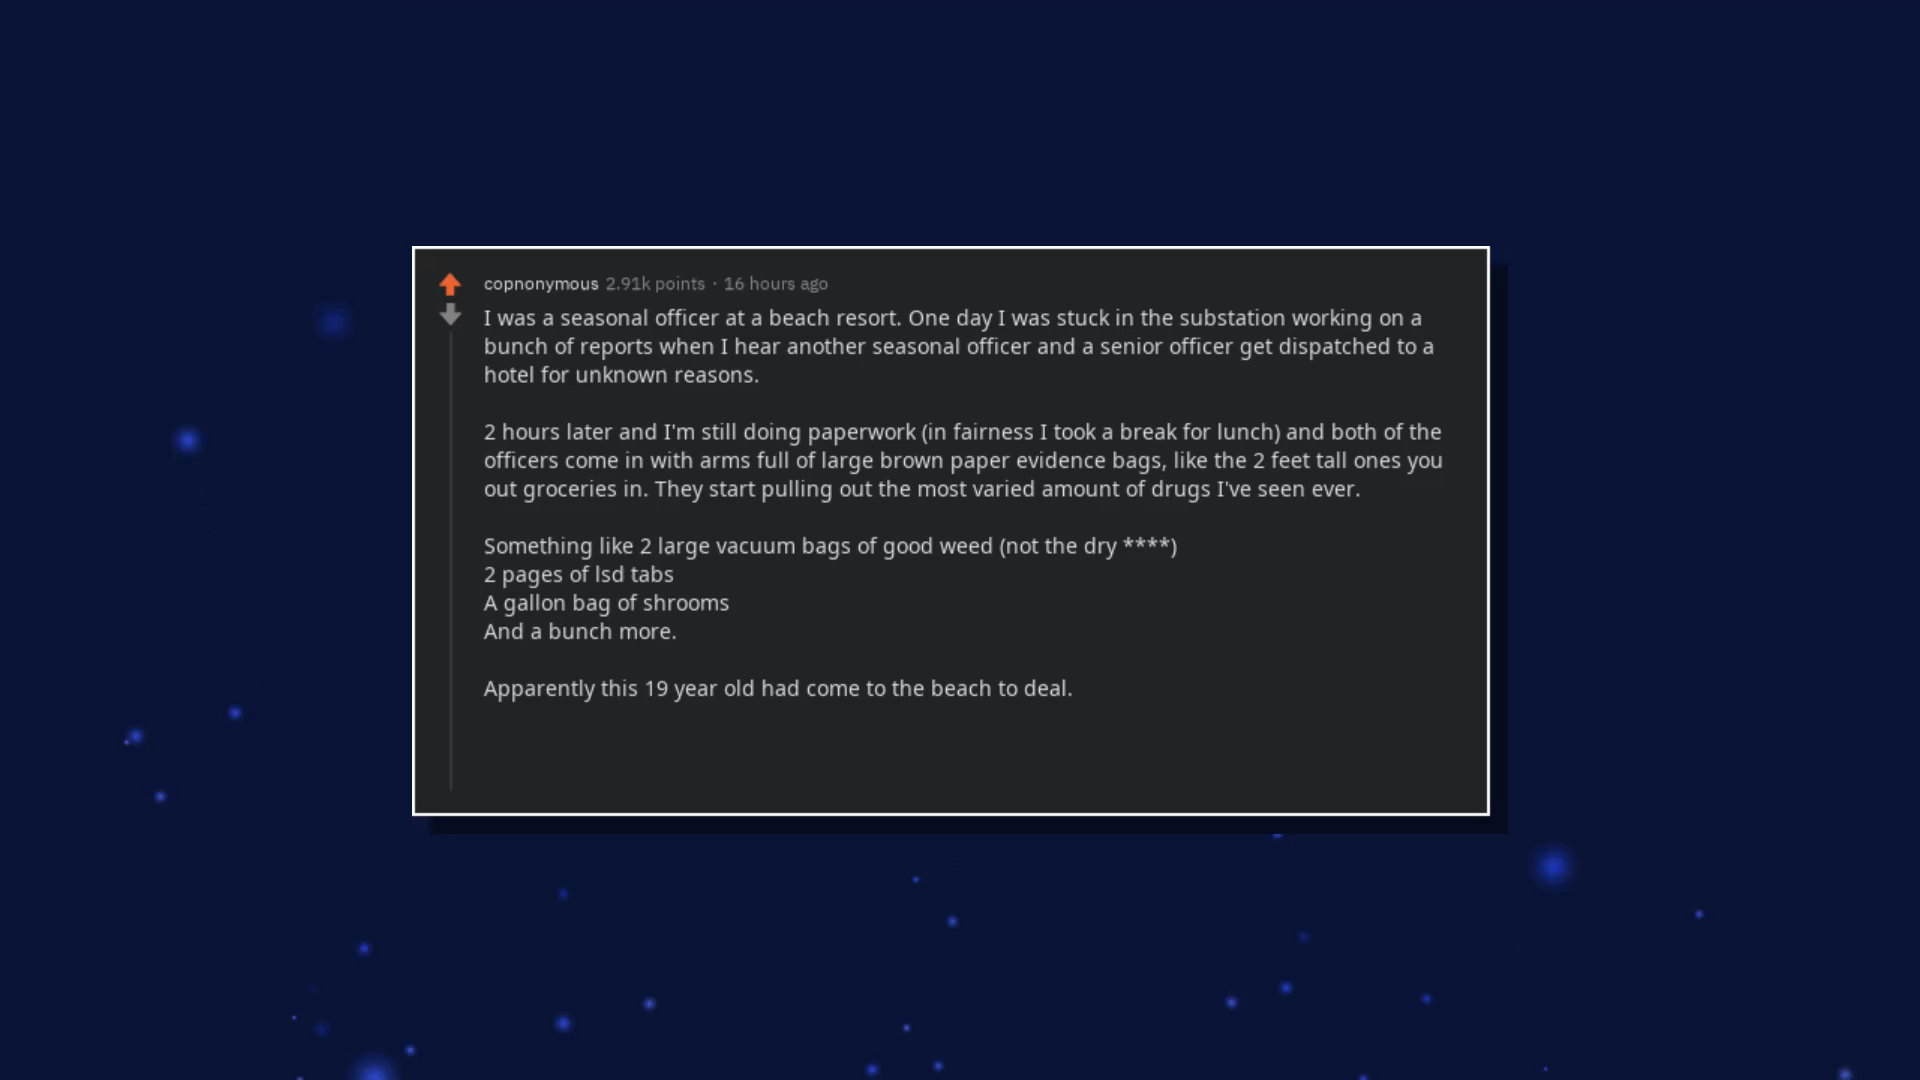 copnonymous 2.91k points · 16 hours ago
I was a seasonal officer at a beach resort. One day I was stuck in the substation working on a
bunch of reports when I hear another seasonal officer and a senior officer get dispatched to a
hotel for unknown reasons.
2 hours later and I'm still doing paperwork (in fairness I took a break for lunch) and both of the
officers come in with arms full of large brown paper evidence bags, like the 2 feet tall ones you
out groceries in. They start pulling out the most varied amount of drugs I've seen ever.
Something like 2 large vacuum bags of good weed (not the dry ****)
2 pages of lsd tabs
A gallon bag of shrooms
And a bunch more.
Apparently this 19 year old had come to the beach to deal.